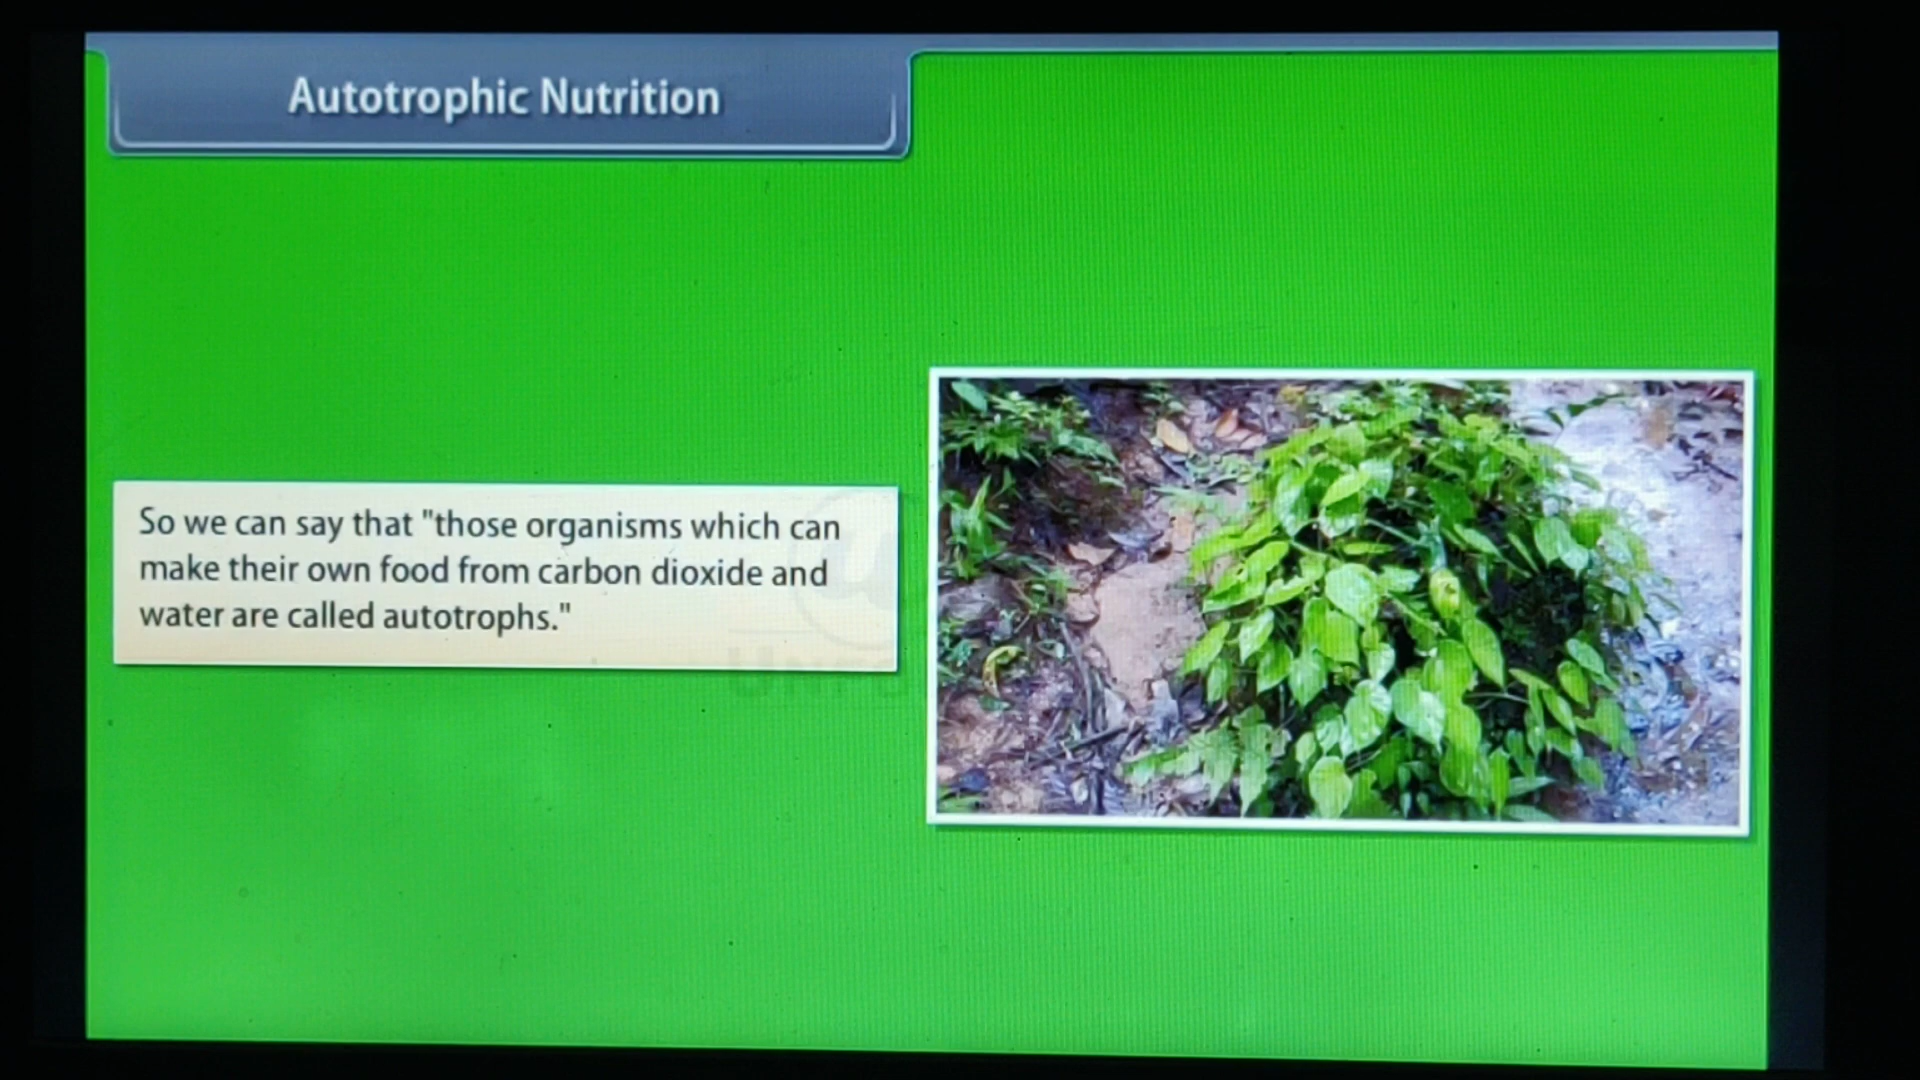 Autotrophic Nutrition
So we can say that "those organisms which can
make their own food from carbon dioxide and
water are called autotrophs."